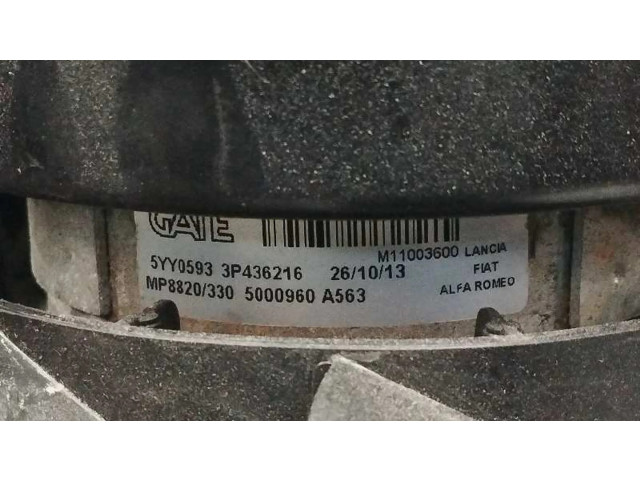 GATE
M11003600 LANCIA
5YY0593 3P436216 26/10/13 FIAT
MP8820/330 5000960 A563 ALFA ROMEO